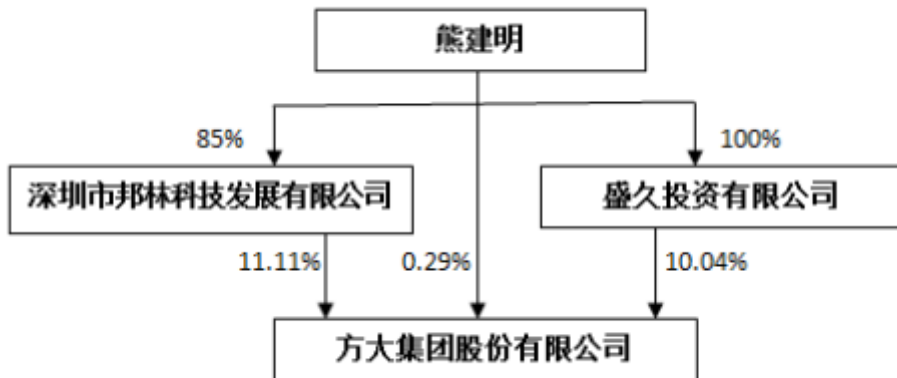 熊建明
85%
100%
深圳市邦林科技发展有限公司
盛久投资有限公司
11.11%
0.29%
10.04%
方大集团股份有限公司